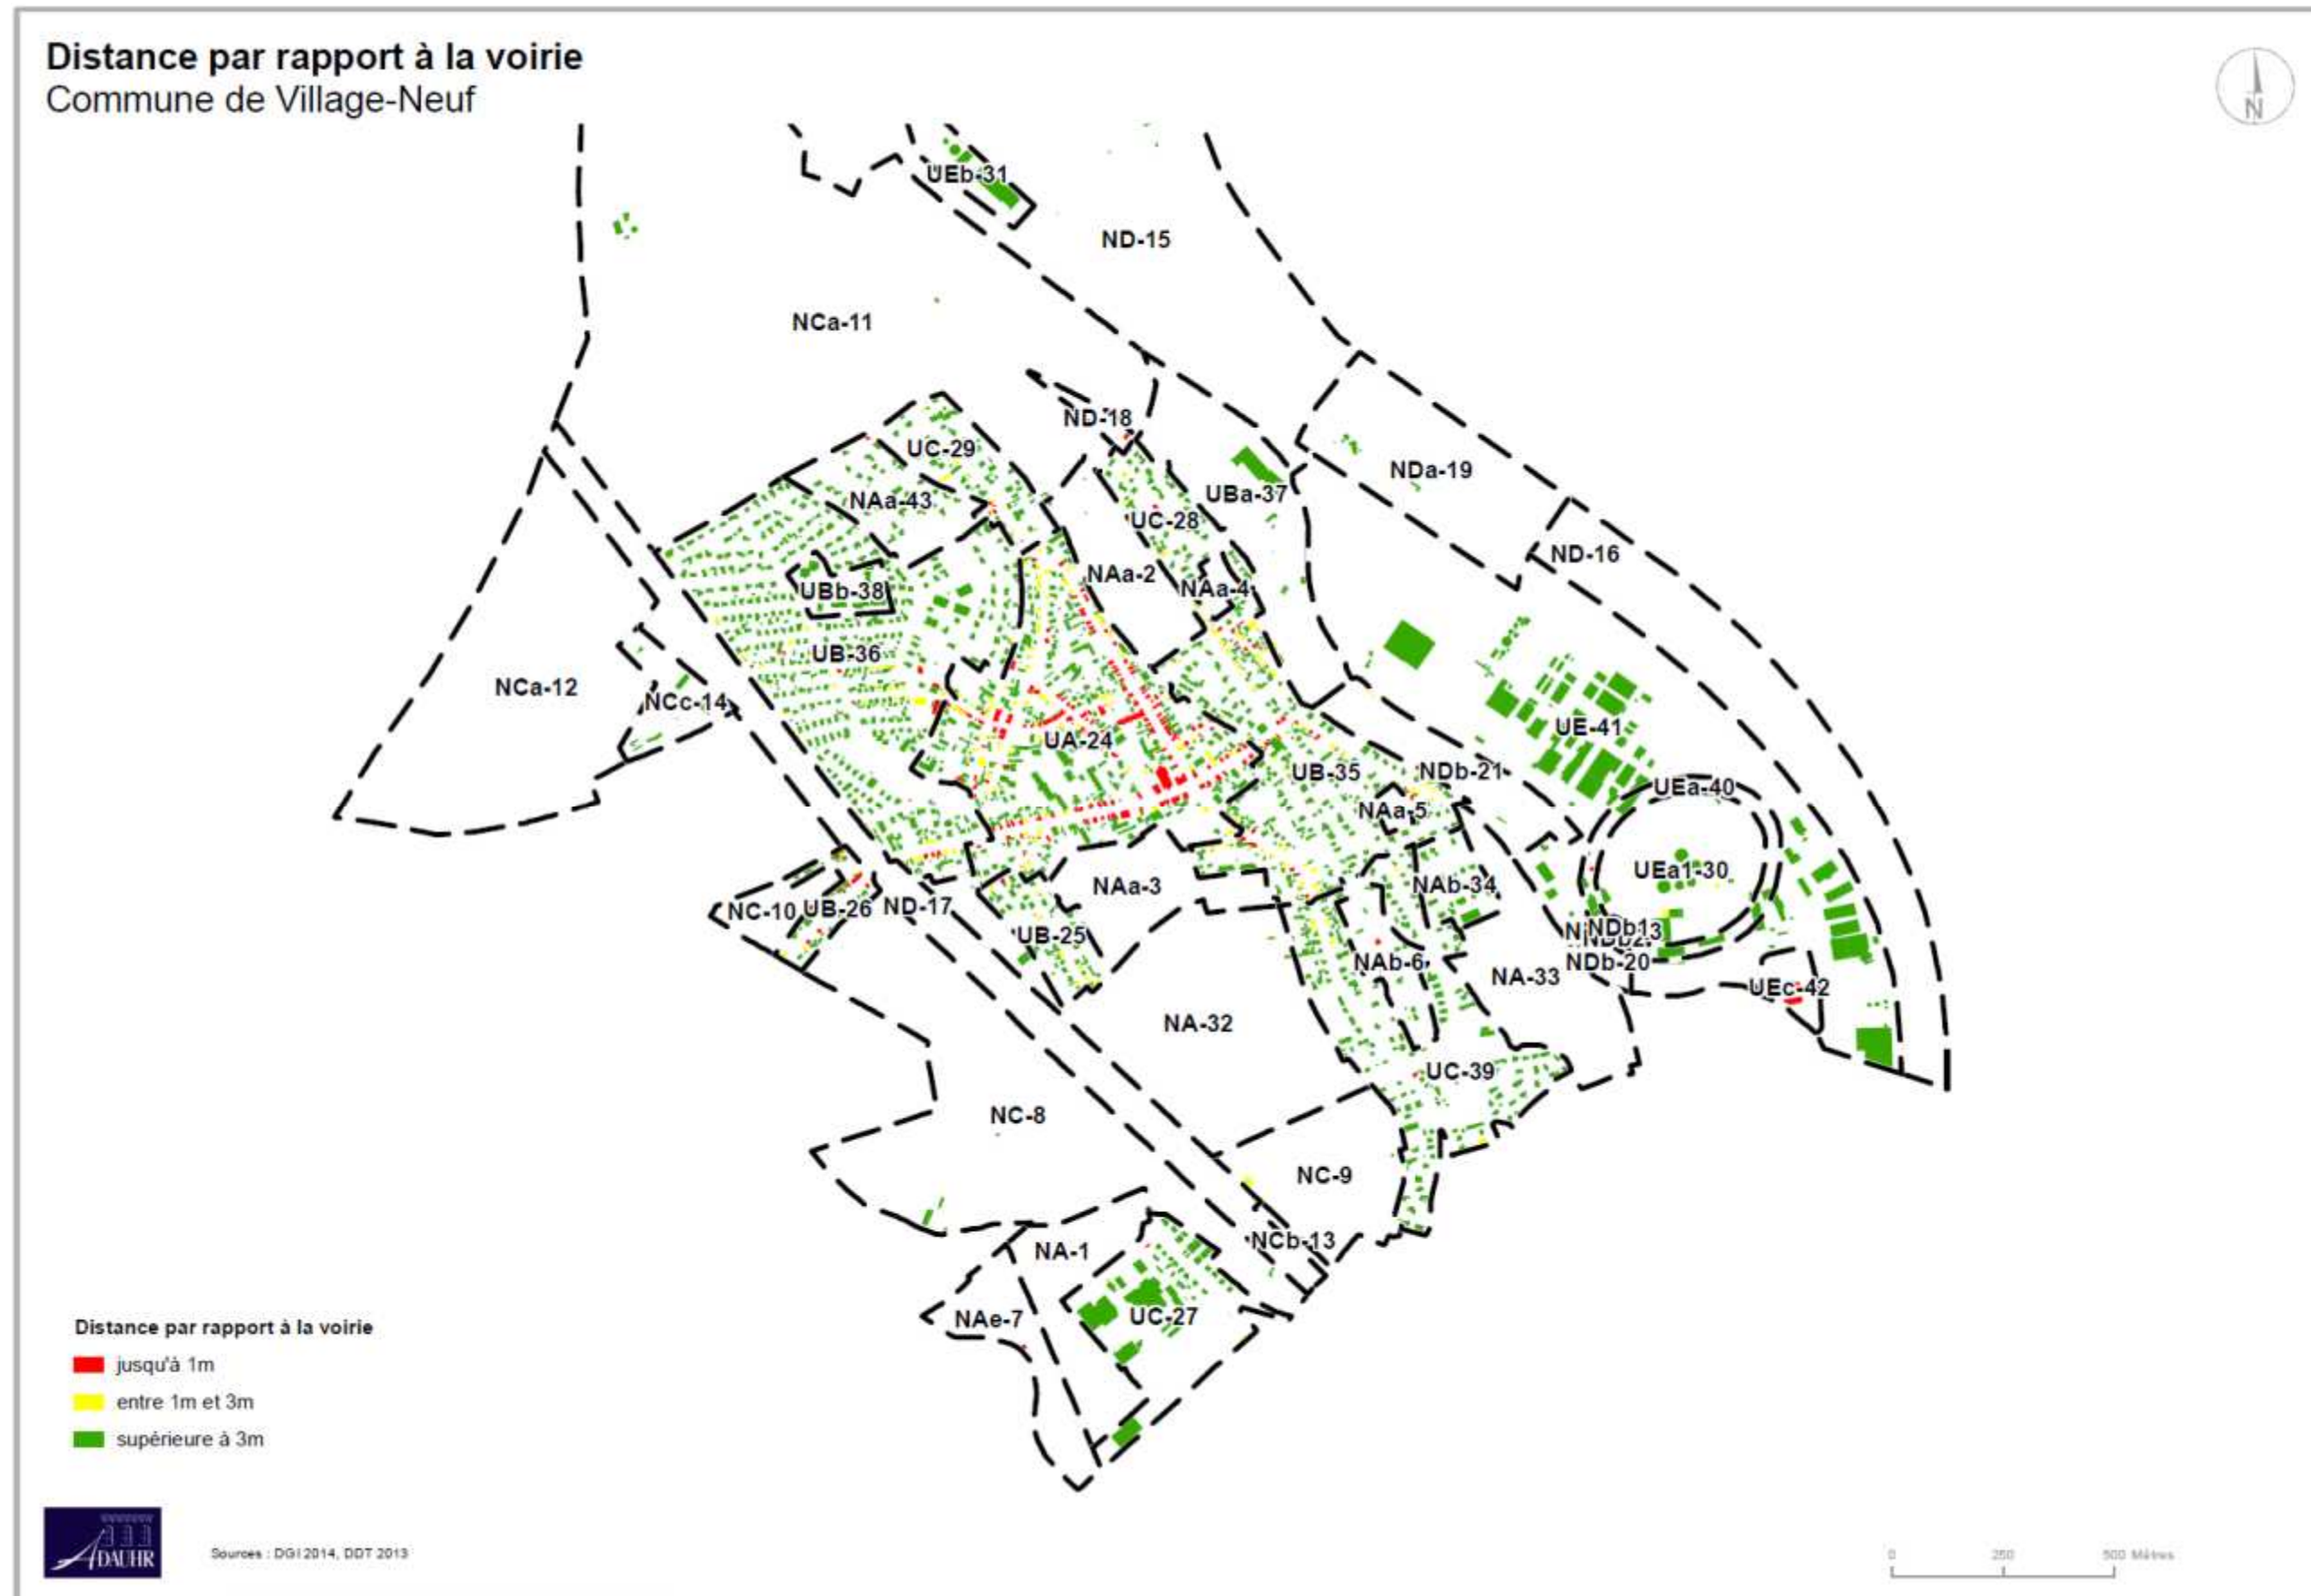 Distance par rapport à la voirie
Commune de Village-Neuf
N
UEb-31
ND-15
NCa-11
ND-18
UC-29
NDa-19
UBa-37
NAa-43
UC-28
ND-16
NAa-2
NAa-4
UBb-38
UB-36
NCa-12
NCc-14
UE-41
UA-24
UB-35
NDb-21
UEa-40
NAa-5
UEa1-30
NAa-3
NAb-34
NC-10
UB-26
ND-17
NDb13
UB-25
NDb-20
NAb-6
NA-33
UEc-42
NA-32
UC-39
NC-8
NC-9
NCb-13
NA-1
NAe-7
UC-27
Distance par rapport à la voirie
jusqu'à 1m
entre 1m et 3m
supérieure à 3m
ADAUHR
Sources : DGI 2014, DDT 2013
0 250 500 Mètres